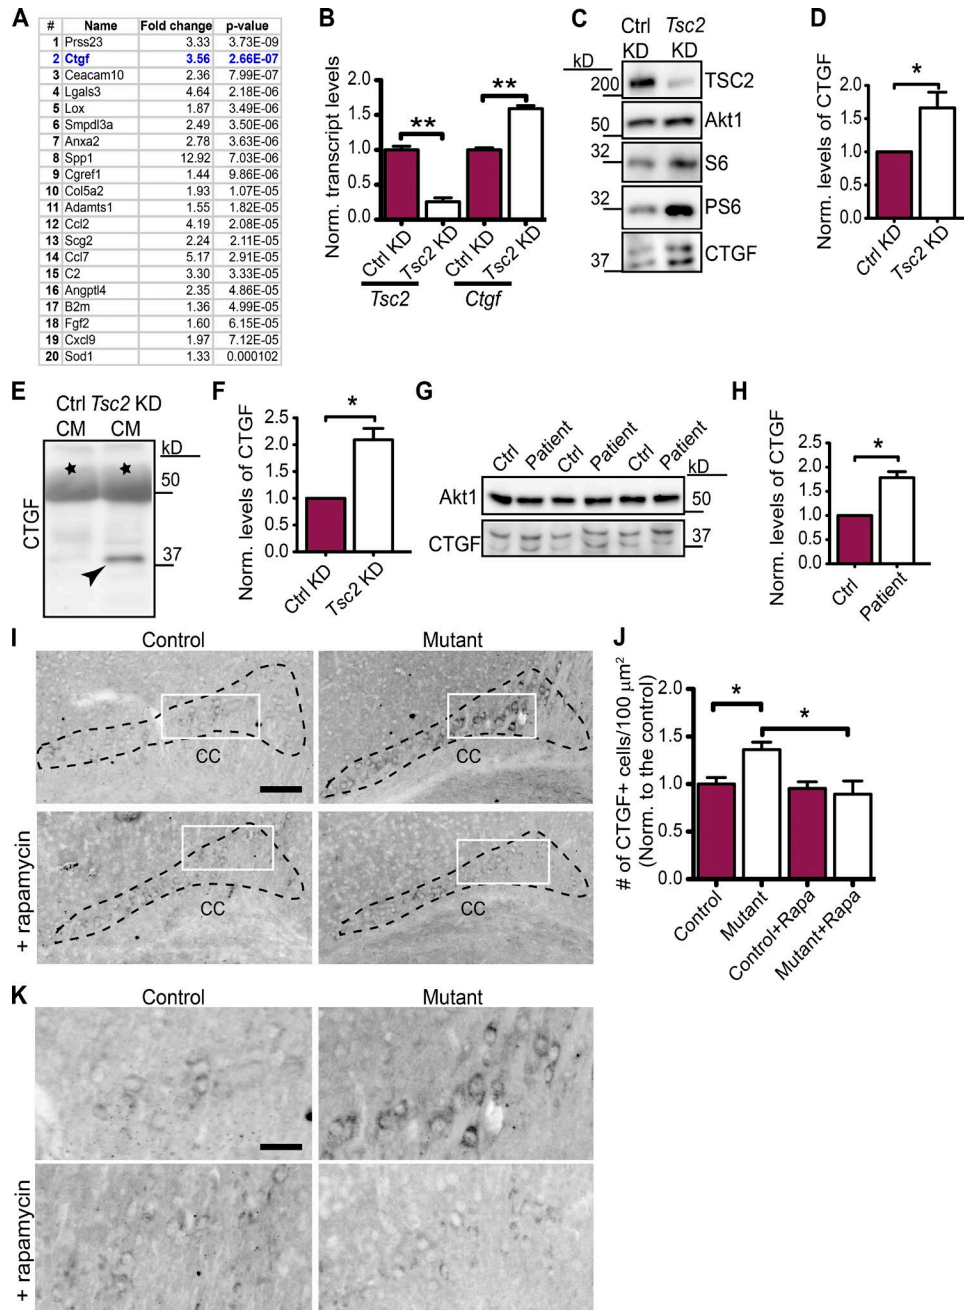 A
# Name Fold change p-value
1 Prss23 3.33 3.73E-09
2 Ctgf 3.56 2.66E-07
3 Ceacam10 2.36 7.99E-07
4 Lgals3 4.64 2.18E-06
5 Lox 1.87 3.49E-06
6 Smpdl3a 2.49 3.50E-06
7 Anxa2 2.78 3.63E-06
8 Spp1 12.92 7.03E-06
9 Cgref1 1.44 9.86E-06
10 Col5a2 1.93 1.07E-05
11 Adamts1 1.55 1.82E-05
12 Ccl2 4.19 2.08E-05
13 Scg2 2.24 2.11E-05
14 Ccl7 5.17 2.91E-05
15 C2 3.30 3.33E-05
16 Angptl4 2.35 4.86E-05
17 B2m 1.36 4.99E-05
18 Fgf2 1.60 6.15E-05
19 Cxcl9 1.97 7.12E-05
20 Sod1 1.33 0.000102
B
Norm. transcript levels
2.0
1.5
1.0
0.5
0.0
**
**
Ctrl KD
Tsc2 KD
Ctrl KD
Tsc2 KD
Tsc2
Ctgf
C
Ctrl Tsc2
kD KD KD
200 TSC2
50 Akt1
32 S6
32 PS6
37 CTGF
D
Norm. levels of CTGF
2.0
1.5
1.0
0.5
0.0
*
Ctrl KD
Tsc2 KD
E
Ctrl Tsc2 KD
CM CM
kD
50
37
CTGF
F
Norm. levels of CTGF
2.5
2.0
1.5
1.0
0.5
0.0
*
Ctrl KD
Tsc2 KD
G
Ctrl Patient Ctrl Patient Ctrl Patient
kD
Akt1 50
CTGF 37
H
Norm. levels of CTGF
2.5
2.0
1.5
1.0
0.5
0.0
*
Ctrl
Patient
I
Control Mutant
CC CC
+ rapamycin
CC CC
J
# of CTGF+ cells/100 µm²
(Norm. to the control)
2.0
1.5
1.0
0.5
0.0
*
*
Control
Mutant
Control+Rapa
Mutant+Rapa
K
Control Mutant
+ rapamycin